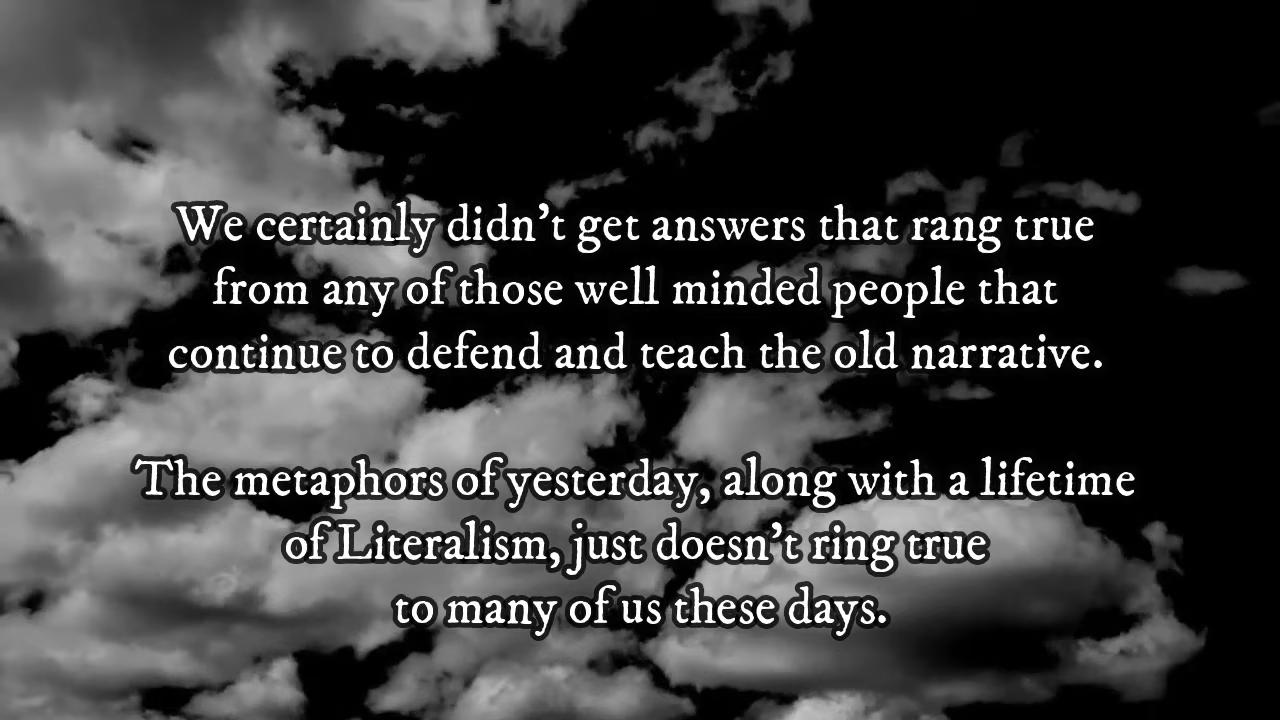 We certainly didn't get answers that rang true
from any of those well minded people that
continue to defend and teach the old narrative.
The metaphors of yesterday, along with a lifetime
of Literalism, just doesn't ring true
to many of us these days.